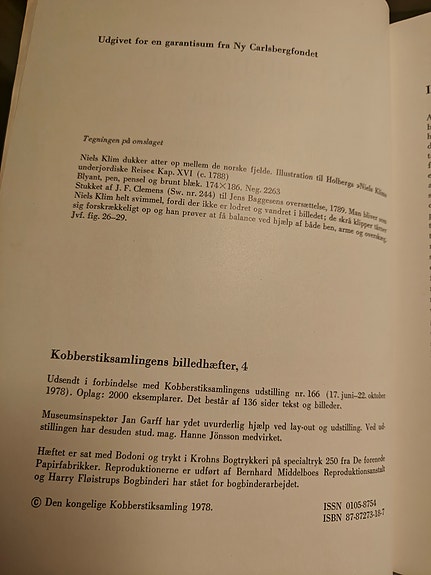 Udgivet for en garantisum fra Ny Carlsbergfondet
Tegningen på omslaget
Niels Klim dukker atter op mellem de norske fjelde. Illustration til Holbergs »Niels Klims
underjordiske Reise« Kap. XVI (c. 1788)
Blyant, pen, pensel og brunt blæk. 174×186. Neg. 2263
Stukket af J. F. Clemens (Sw. nr. 244) til Jens Baggesens oversættelse, 1789. Man bliver som
Niels Klim helt svimmel, fordi der ikke er lodret og vandret i billedet; de skrå klipper tårner
sig forskrækkeligt op og han prøver at få balance ved hjælp af både ben, arme og overskæg.
Jvf. fig. 26–29.
Kobberstiksamlingens billedhæfter, 4
Udsendt i forbindelse med Kobberstiksamlingens udstilling nr. 166 (17. juni–22. oktober
1978). Oplag: 2000 eksemplarer. Det består af 136 sider tekst og billeder.
Museumsinspektør Jan Garff har ydet uvurderlig hjælp ved lay-out og udstilling. Ved ud-
stillingen har desuden stud. mag. Hanne Jönsson medvirket.
Hæftet er sat med Bodoni og trykt i Krohns Bogtrykkeri på specialtryk 250 fra De forenede
Papirfabrikker. Reproduktionerne er udført af Bernhard Middelboes Reproduktionsanstalt
og Harry Fløistrups Bogbinderi har stået for bogbinderarbejdet.
© Den kongelige Kobberstiksamling 1978.
ISSN 0105-8754
ISBN 87-87273-18-7